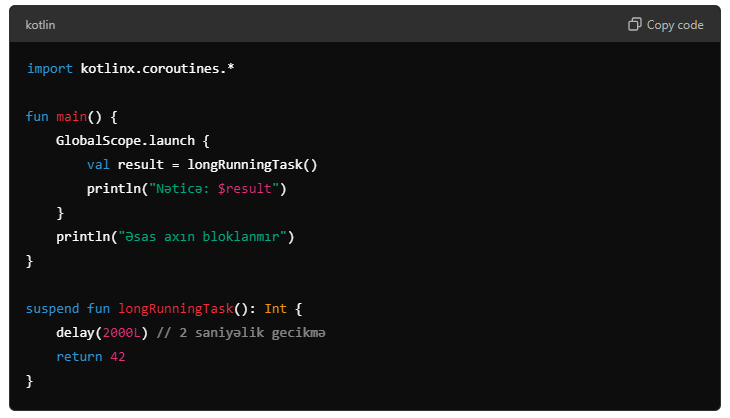 kotlin
Copy code
import kotlinx.coroutines.*
fun main() {
    GlobalScope.launch {
        val result = longRunningTask()
        println("Nəticə: $result")
    }
    println("Əsas axın bloklanmır")
}
suspend fun longRunningTask(): Int {
    delay(2000L) // 2 saniyəlik gecikmə
    return 42
}